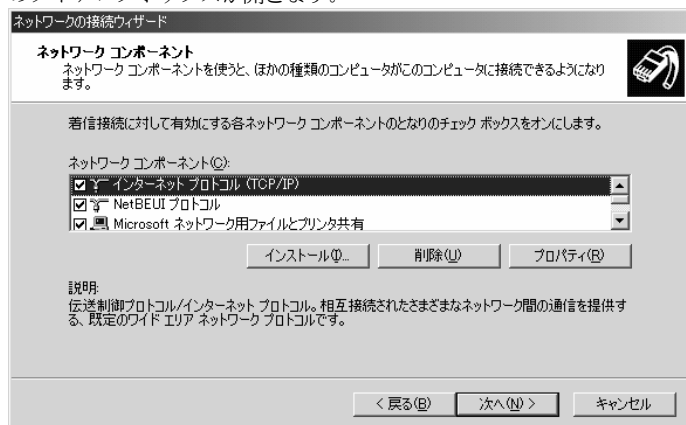 ネットワークの接続ウィザード
ネットワーク コンポーネント
ネットワーク コンポーネントを使うと、ほかの種類のコンピュータがこのコンピュータに接続できるようになり
ます。
着信接続に対して有効にする各ネットワーク コンポーネントのとなりのチェック ボックスをオンにします。
ネットワーク コンポーネント(C):
インターネット プロトコル (TCP/IP)
NetBEUI プロトコル
Microsoft ネットワーク用ファイルとプリンタ共有
インストール(I)... 削除(U) プロパティ(R)
説明:
伝送制御プロトコル/インターネット プロトコル。相互接続されたさまざまなネットワーク間の通信を提供す
る、既定のワイド エリア ネットワーク プロトコルです。
< 戻る(B) 次へ(N) > キャンセル